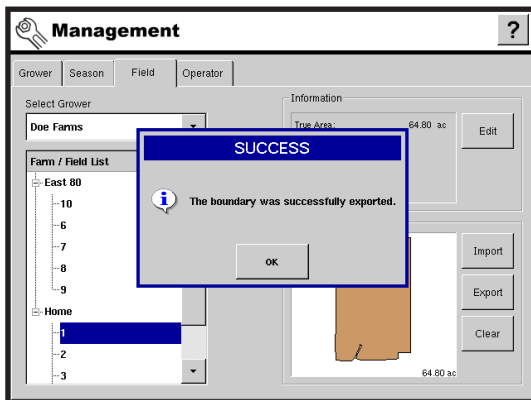 Management
?
Grower Season Field Operator
Select Grower
Doe Farms
Farm / Field List
East 80
10
6
7
8
9
Home
1
2
3
Information
True Area: 64.80 ac
Edit
SUCCESS
i
The boundary was successfully exported.
OK
Import
Export
Clear
64.80 ac